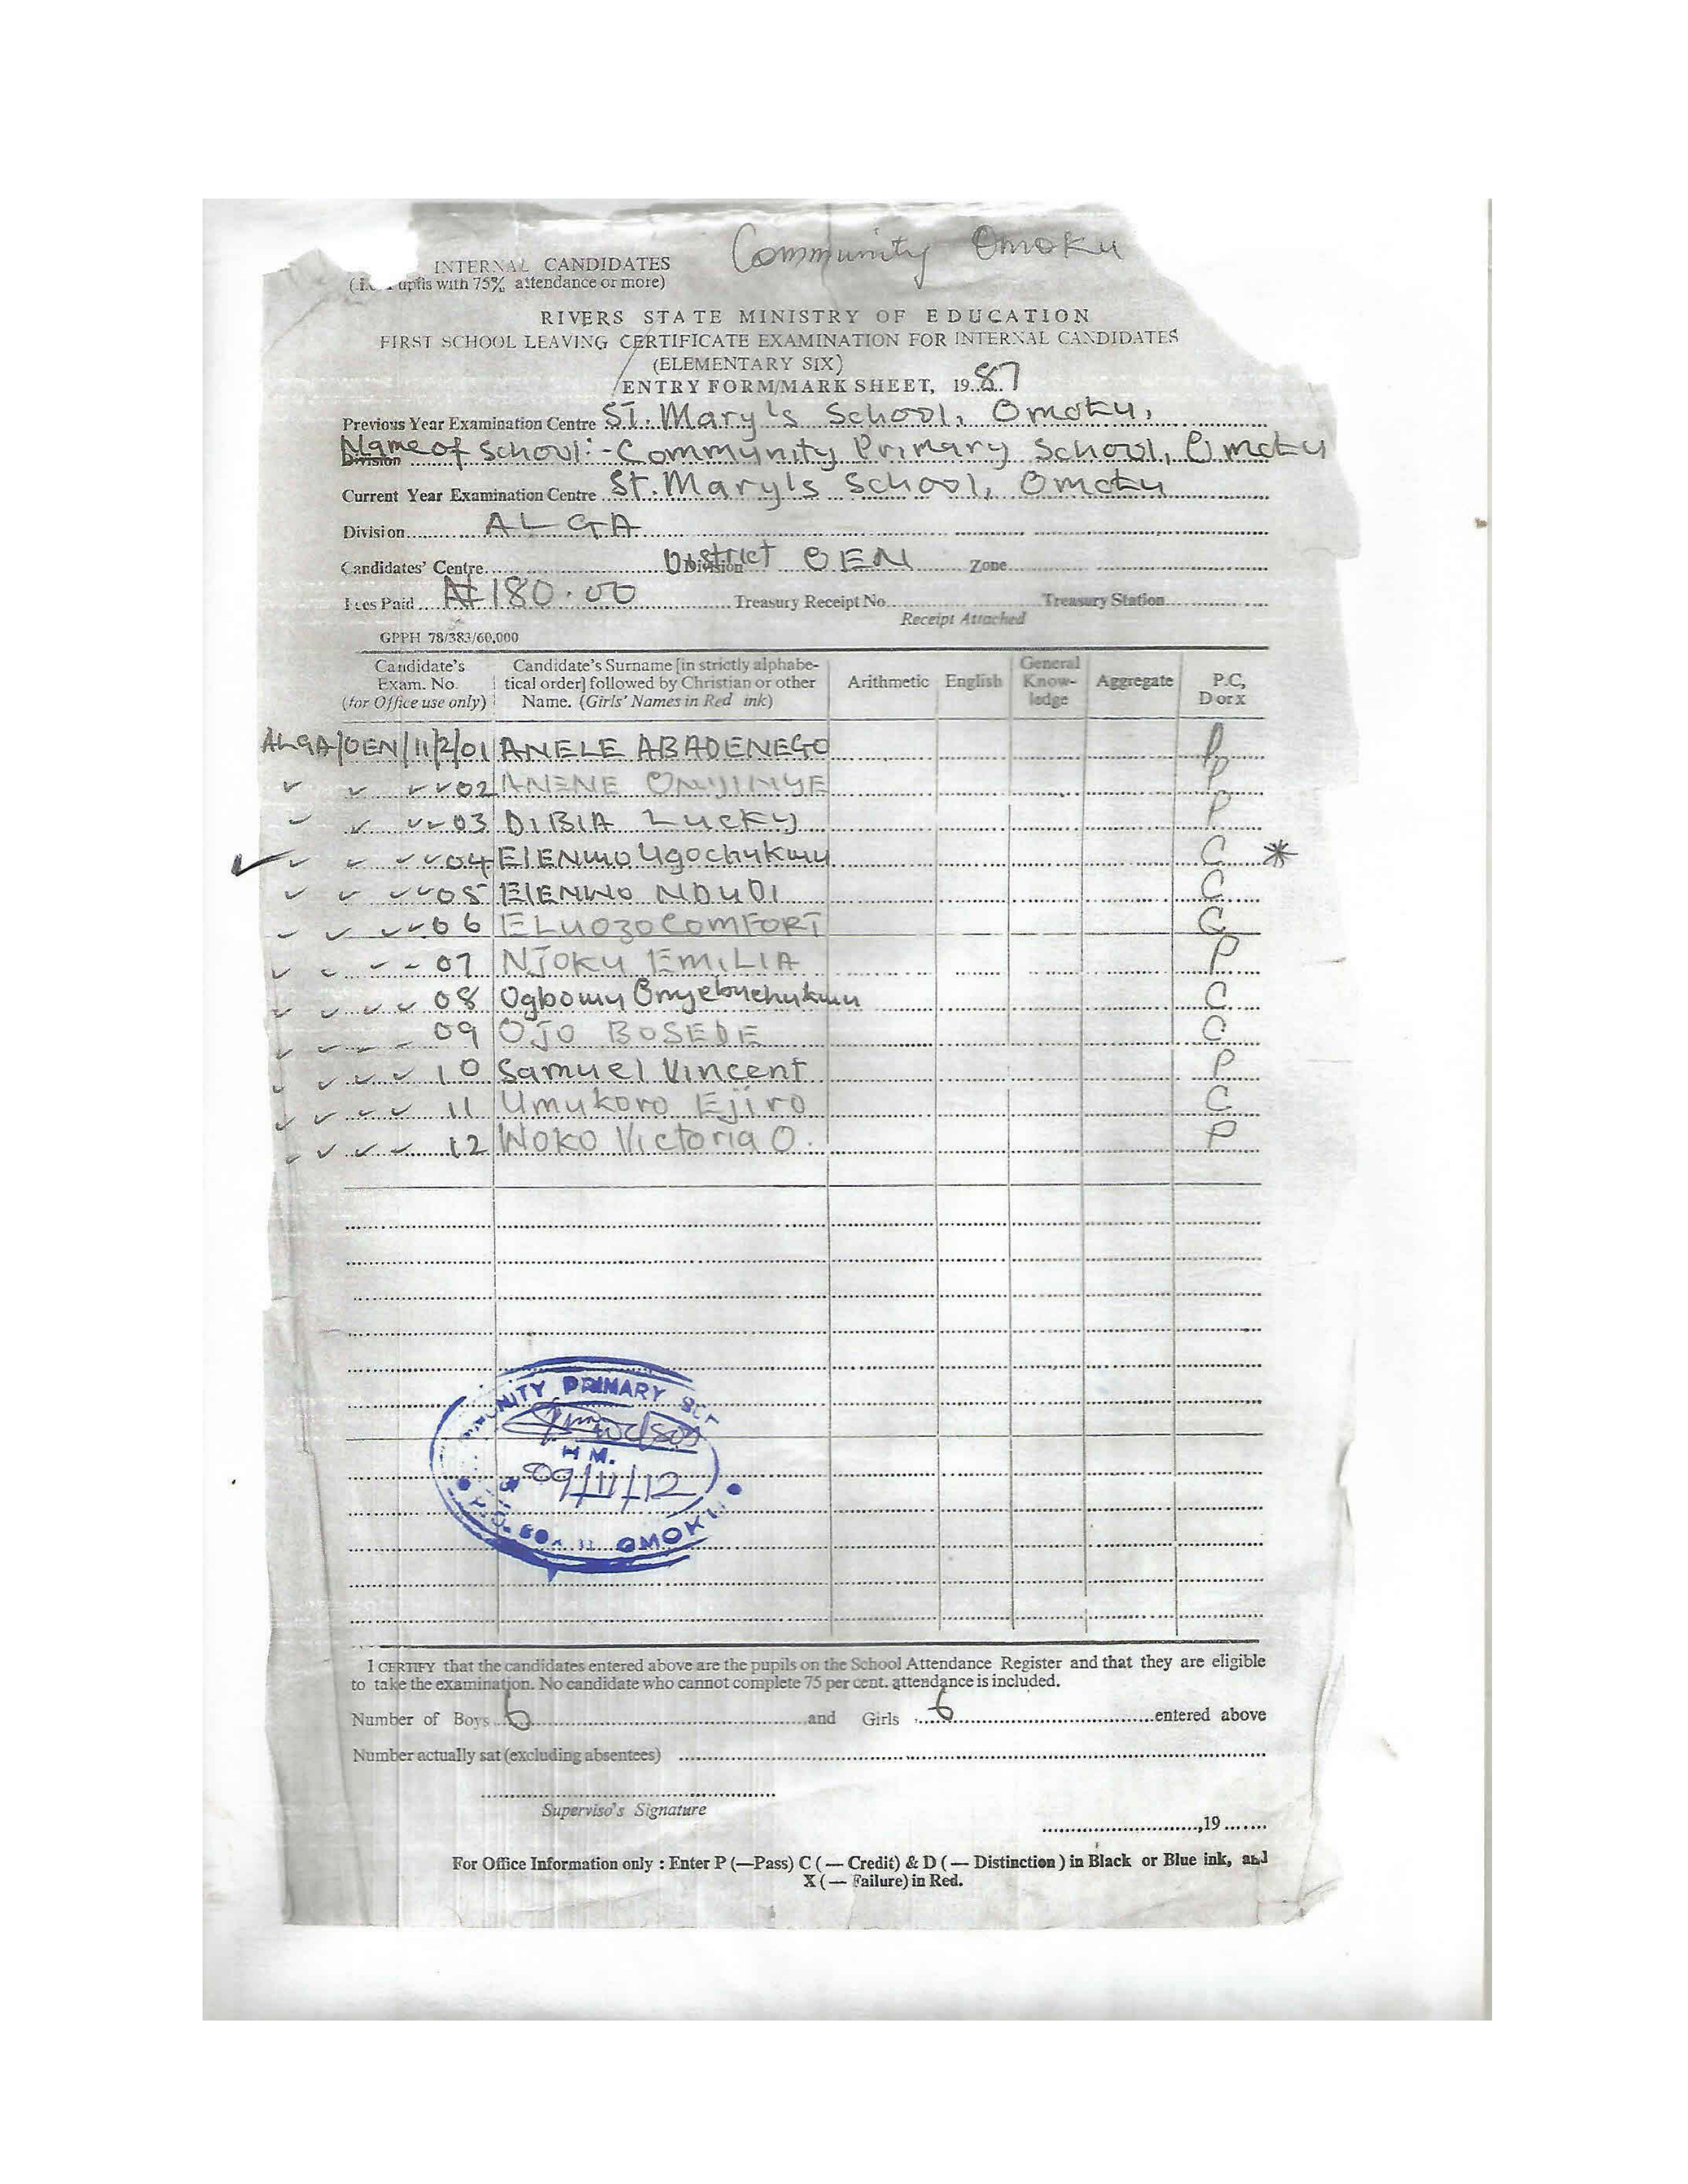 Community Omoku
INTERNAL CANDIDATES
upils with 75% attendance or more)
RIVERS STATE MINISTRY OF EDUCATION
FIRST SCHOOL LEAVING CERTIFICATE EXAMINATION FOR INTERNAL CANDIDATES
(ELEMENTARY SIX)
ENTRY FORM/MARK SHEET, 19..87
Previous Year Examination Centre ST. Mary's School, Omoku,
Name of School:- Community Primary School, Omoku
Division
Current Year Examination Centre St. Mary's School, Omoku
Division ALGA
Candidates' Centre District OEN Zone
Division
Fees Paid ₦180.00 Treasury Receipt No. Treasury Station
Receipt Attached
GPPH 78/383/60,000
Candidate's Exam. No. (for Office use only) Candidate's Surname [in strictly alphabetical order] followed by Christian or other Name. (Girls' Names in Red ink) Arithmetic English General Know-ledge Aggregate P.C, D or x
ALGA/OEN/11/2/01 ANELE ABADENEGO P
✓ ✓ ✓✓ 02 ANENE ONYINYE P
✓ ✓ ✓✓ 03 DIBIA Lucky P
✓ ✓ ✓ ✓✓ 04 ElENWO Ugochukwu C *
✓ ✓ ✓✓ 05 ElENWO NDUDI C
✓ ✓ ✓✓ 06 ELUOZO COMFORT C
✓ ✓ ✓ ✓ 07 NJOKU EMILIA P
✓ ✓ ✓ ✓ 08 Ogbowu Onyebuchukwu C
✓ ✓ ✓ ✓ 09 OJO BOSEDE C
✓ ✓ ✓ ✓ 10 Samuel Vincent P
✓ ✓ ✓ ✓ 11 Umukoro Ejiro C
✓ ✓ ✓ ✓ 12 WOKO Victoria O. P
UNITY PRIMARY SCH
H M.
09/11/12
OMOKU
I CERTIFY that the candidates entered above are the pupils on the School Attendance Register and that they are eligible
to take the examination. No candidate who cannot complete 75 per cent. attendance is included.
Number of Boys 6 and Girls 6 entered above
Number actually sat (excluding absentees)
Superviso's Signature
,19
For Office Information only : Enter P (—Pass) C (— Credit) & D (— Distinction) in Black or Blue ink, and
X (— Failure) in Red.